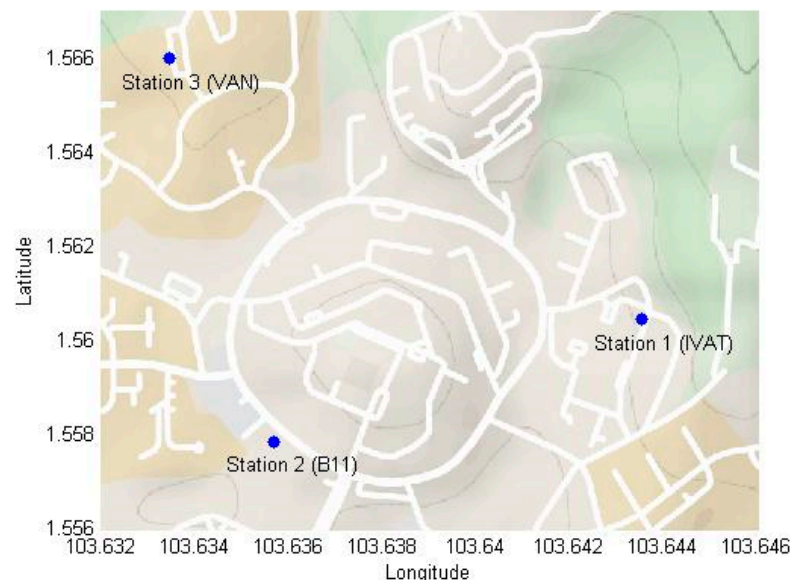 1.566
Station 3 (VAN)
1.564
1.562
Latitude
1.56
Station 1 (IVAT)
1.558
Station 2 (B11)
1.556
103.632 103.634 103.636 103.638 103.64 103.642 103.644 103.646
Longitude